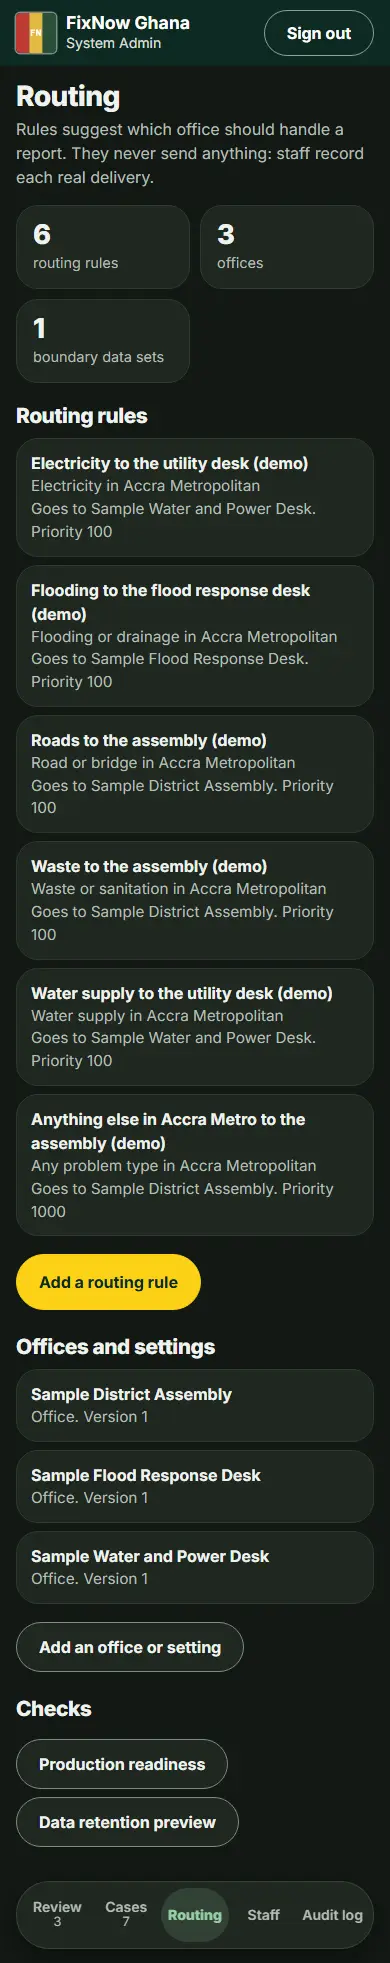 FN
FixNow Ghana
System Admin
Sign out
Routing
Rules suggest which office should handle a
report. They never send anything: staff record
each real delivery.
6
routing rules
3
offices
1
boundary data sets
Routing rules
Electricity to the utility desk (demo)
Electricity in Accra Metropolitan
Goes to Sample Water and Power Desk.
Priority 100
Flooding to the flood response desk
(demo)
Flooding or drainage in Accra Metropolitan
Goes to Sample Flood Response Desk.
Priority 100
Roads to the assembly (demo)
Road or bridge in Accra Metropolitan
Goes to Sample District Assembly. Priority
100
Waste to the assembly (demo)
Waste or sanitation in Accra Metropolitan
Goes to Sample District Assembly. Priority
100
Water supply to the utility desk (demo)
Water supply in Accra Metropolitan
Goes to Sample Water and Power Desk.
Priority 100
Anything else in Accra Metro to the
assembly (demo)
Any problem type in Accra Metropolitan
Goes to Sample District Assembly. Priority
1000
Add a routing rule
Offices and settings
Sample District Assembly
Office. Version 1
Sample Flood Response Desk
Office. Version 1
Sample Water and Power Desk
Office. Version 1
Add an office or setting
Checks
Production readiness
Data retention preview
Review
3
Cases
7
Routing
Staff
Audit log